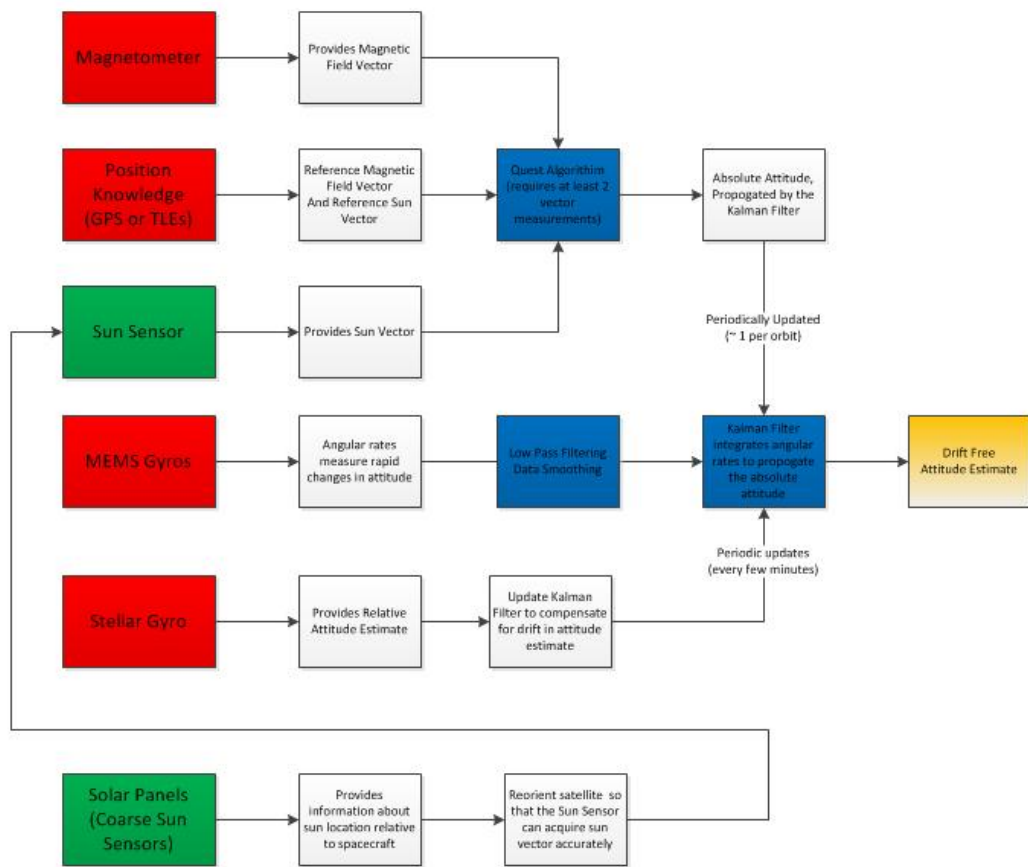 Magnetometer
Provides Magnetic
Field Vector
Position
Knowledge
(GPS or TLEs)
Reference Magnetic
Field Vector
And Reference Sun
Vector
Quest Algorithim
(requires at least 2
vector
measurements)
Absolute Attitude,
Propogated by the
Kalman Filter
Sun Sensor
Provides Sun Vector
Periodically Updated
(~ 1 per orbit)
MEMS Gyros
Angular rates
measure rapid
changes in attitude
Low Pass Filtering
Data Smoothing
Kalman Filter
integrates angular
rates to propogate
the absolute
attitude
Drift Free
Attitude Estimate
Periodic updates
(every few minutes)
Stellar Gyro
Provides Relative
Attitude Estimate
Update Kalman
Filter to compensate
for drift in attitude
estimate
Solar Panels
(Coarse Sun
Sensors)
Provides
information about
sun location relative
to spacecraft
Reorient satellite so
that the Sun Sensor
can acquire sun
vector accurately